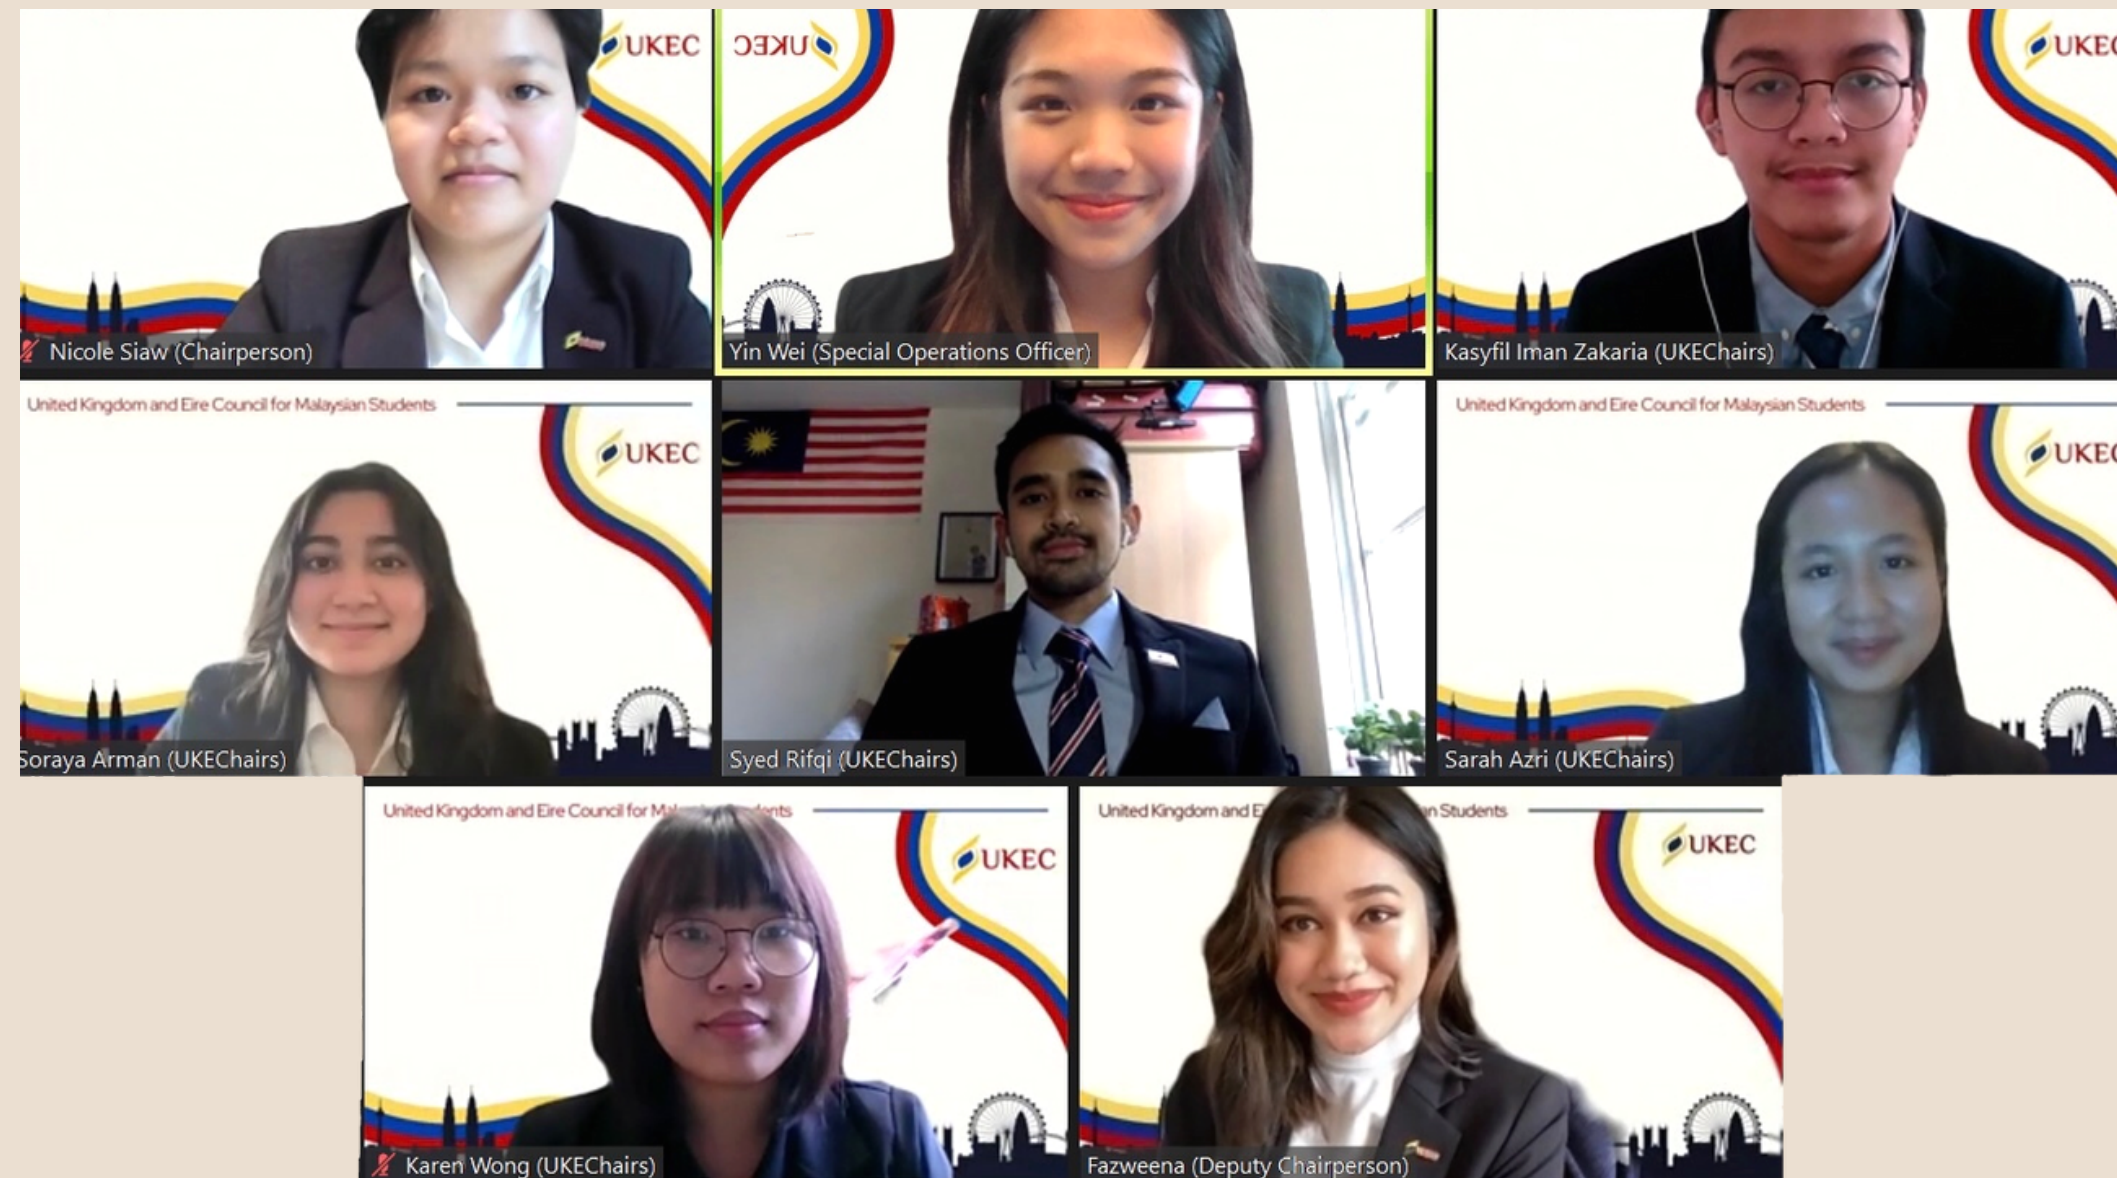 UKEC
UKEC
UKEC
Nicole Siaw (Chairperson)
Yin Wei (Special Operations Officer)
Kasyfil Iman Zakaria (UKEChairs)
United Kingdom and Eire Council for Malaysian Students
United Kingdom and Eire Council for Malaysian Students
UKEC
UKEC
Soraya Arman (UKEChairs)
Syed Rifqi (UKEChairs)
Sarah Azri (UKEChairs)
United Kingdom and Eire Council for
United Kingdom and
Students
UKEC
UKEC
Karen Wong (UKEChairs)
Fazweena (Deputy Chairperson)